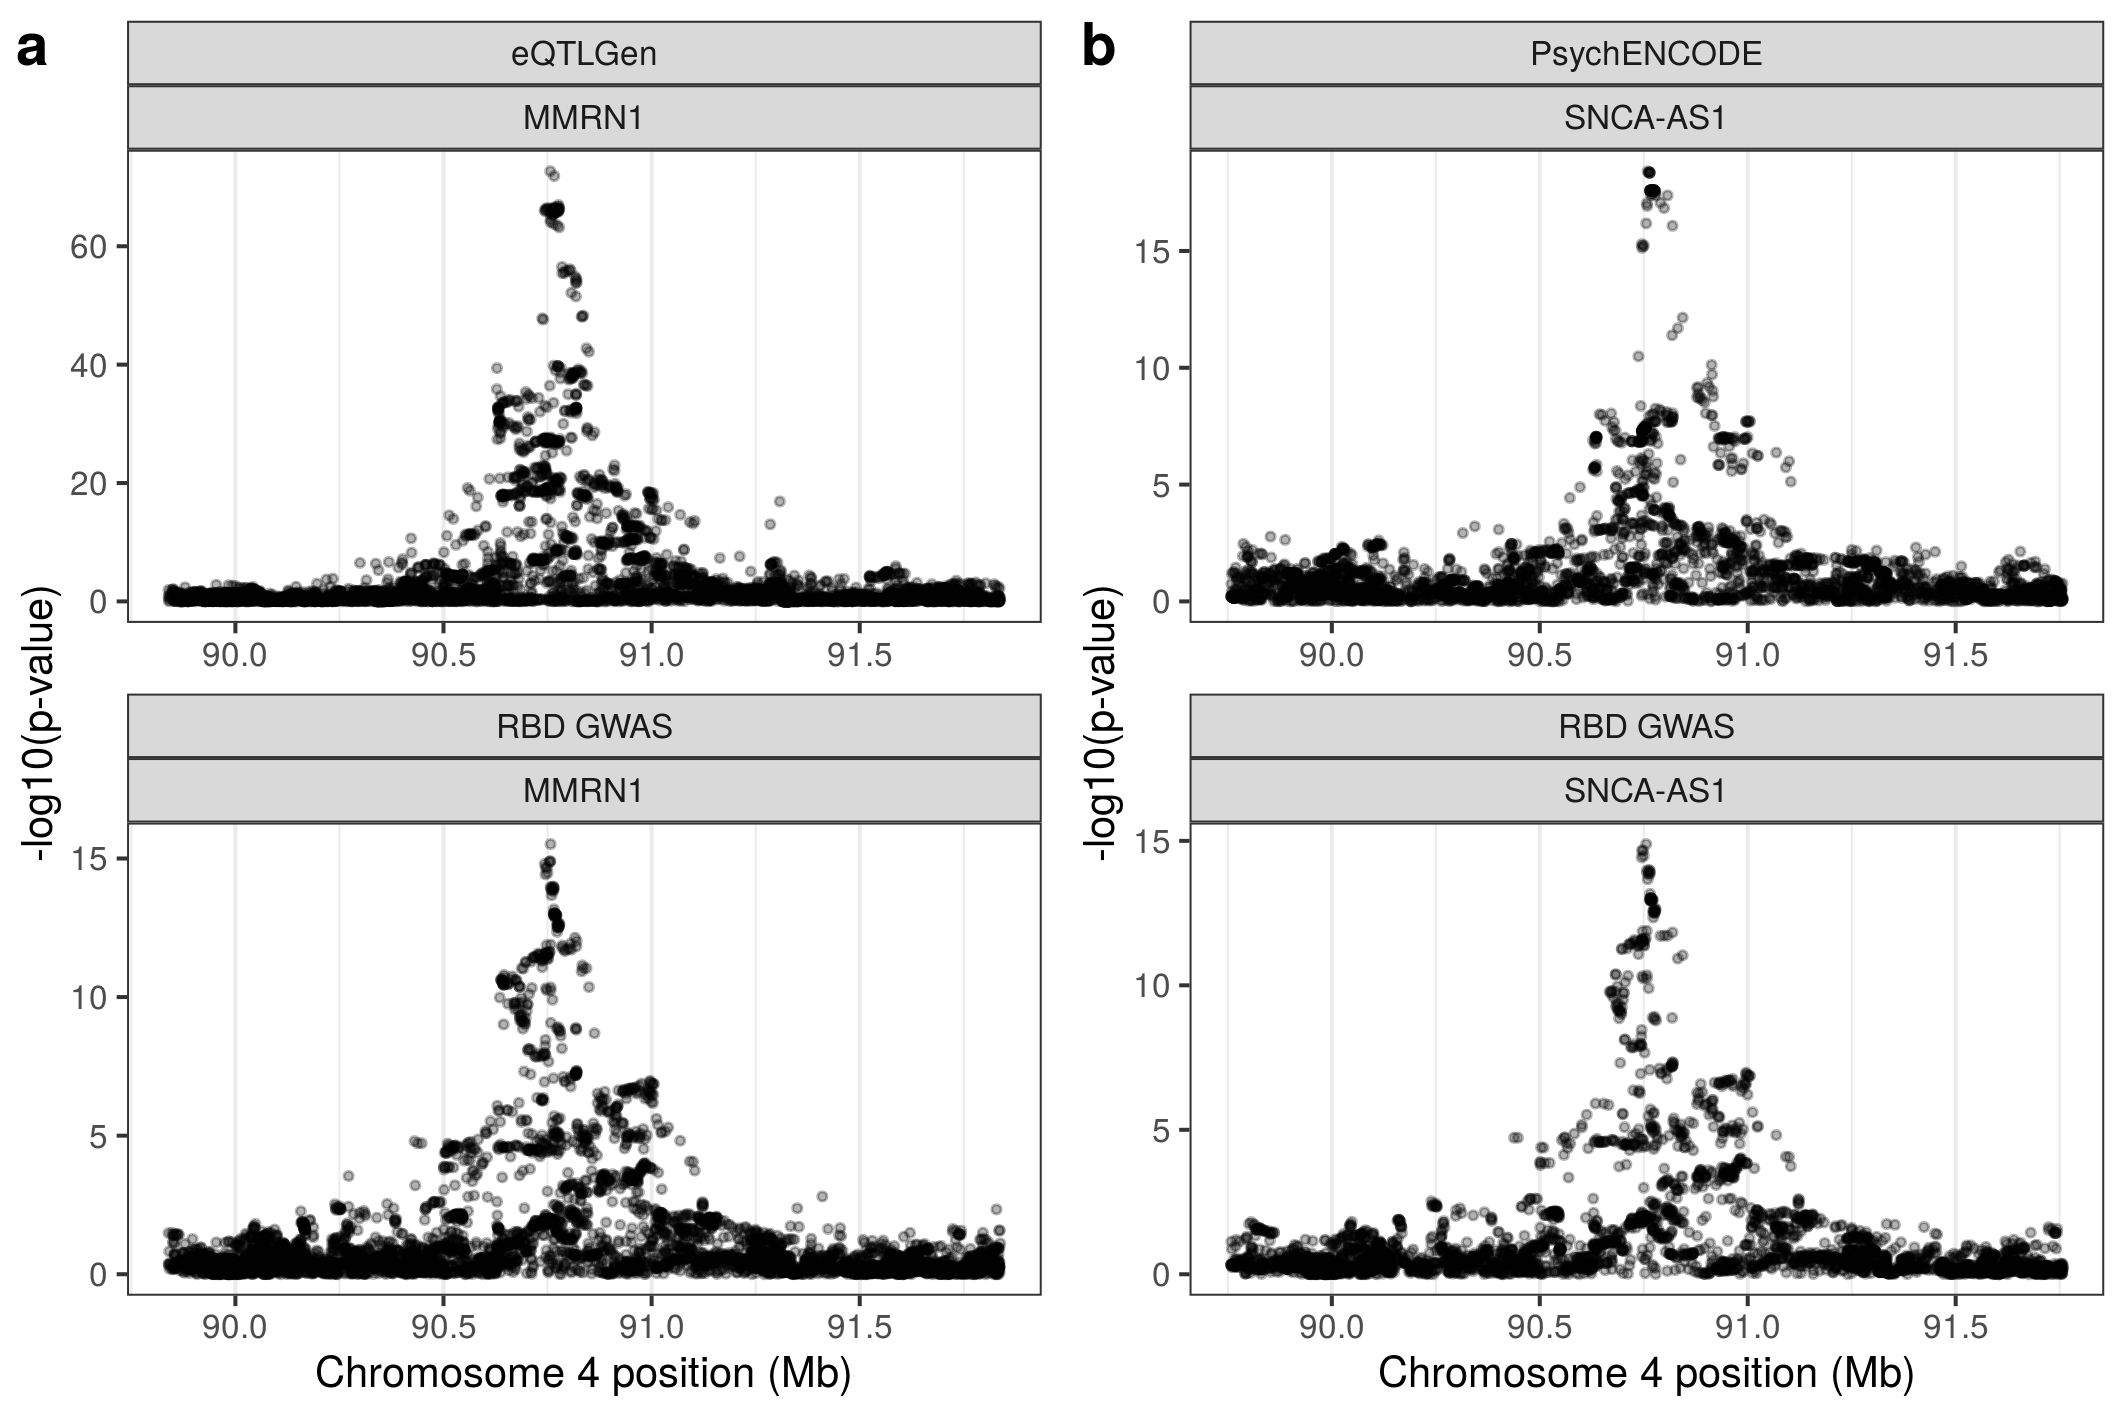 a
eQTLGen
MMRN1
60
40
20
0
90.0 90.5 91.0 91.5
RBD GWAS
MMRN1
15
10
5
0
90.0 90.5 91.0 91.5
-log10(p-value)
Chromosome 4 position (Mb)
b
PsychENCODE
SNCA-AS1
15
10
5
0
90.0 90.5 91.0 91.5
RBD GWAS
SNCA-AS1
15
10
5
0
90.0 90.5 91.0 91.5
-log10(p-value)
Chromosome 4 position (Mb)